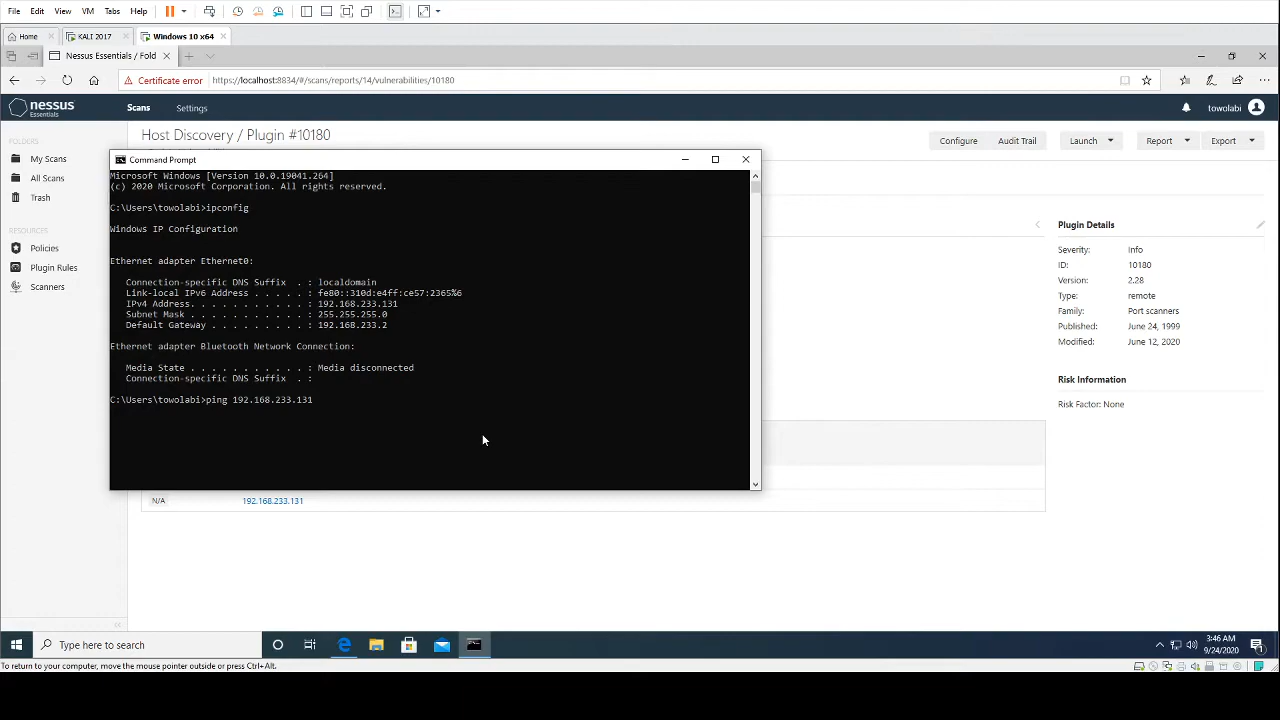 File Edit View VM Tabs Help
Home KALI 2017 Windows 10 x64
Nessus Essentials / Fold
Certificate error https://localhost:8834/#/scans/reports/14/vulnerabilities/10180
nessus Essentials Scans Settings towolabi
FOLDERS
My Scans
All Scans
Trash
RESOURCES
Policies
Plugin Rules
Scanners
Host Discovery / Plugin #10180
Configure Audit Trail Launch Report Export
Command Prompt
Microsoft Windows [Version 10.0.19041.264]
(c) 2020 Microsoft Corporation. All rights reserved.
C:\Users\towolabi>ipconfig
Windows IP Configuration
Ethernet adapter Ethernet0:
Connection-specific DNS Suffix . : localdomain
Link-local IPv6 Address . . . . . : fe80::310d:e4ff:ce57:2365%6
IPv4 Address. . . . . . . . . . . : 192.168.233.131
Subnet Mask . . . . . . . . . . . : 255.255.255.0
Default Gateway . . . . . . . . . : 192.168.233.2
Ethernet adapter Bluetooth Network Connection:
Media State . . . . . . . . . . . : Media disconnected
Connection-specific DNS Suffix . :
C:\Users\towolabi>ping 192.168.233.131
N/A 192.168.233.131
Plugin Details
Severity: Info
ID: 10180
Version: 2.28
Type: remote
Family: Port scanners
Published: June 24, 1999
Modified: June 12, 2020
Risk Information
Risk Factor: None
Type here to search
3:46 AM
9/24/2020
To return to your computer, move the mouse pointer outside or press Ctrl+Alt.